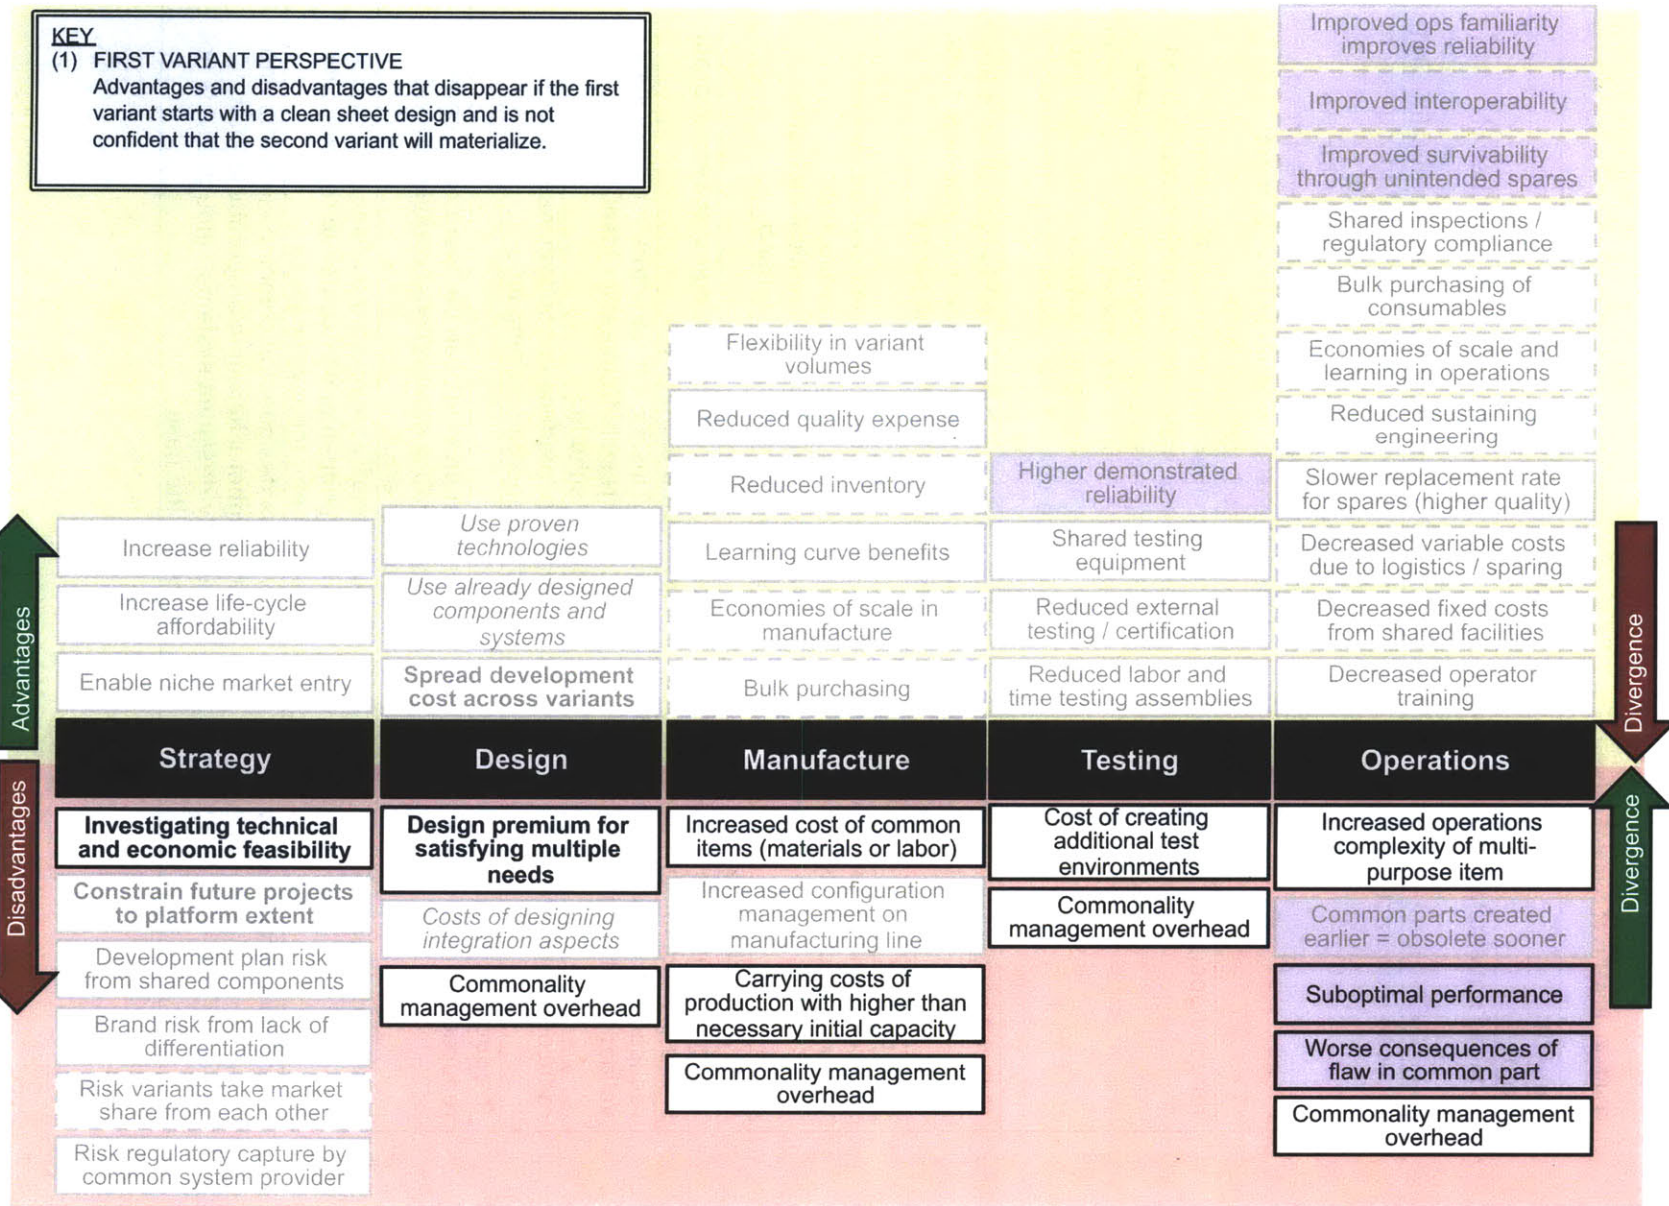 KEY
(1) FIRST VARIANT PERSPECTIVE
Advantages and disadvantages that disappear if the first
variant starts with a clean sheet design and is not
confident that the second variant will materialize.
Advantages
Disadvantages
Increase reliability
Increase life-cycle
affordability
Enable niche market entry
Strategy
Investigating technical
and economic feasibility
Constrain future projects
to platform extent
Development plan risk
from shared components
Brand risk from lack of
differentiation
Risk variants take market
share from each other
Risk regulatory capture by
common system provider
Use proven
technologies
Use already designed
components and
systems
Spread development
cost across variants
Design
Design premium for
satisfying multiple
needs
Costs of designing
integration aspects
Commonality
management overhead
Flexibility in variant
volumes
Reduced quality expense
Reduced inventory
Learning curve benefits
Economies of scale in
manufacture
Bulk purchasing
Manufacture
Increased cost of common
items (materials or labor)
Increased configuration
management on
manufacturing line
Carrying costs of
production with higher than
necessary initial capacity
Commonality management
overhead
Higher demonstrated
reliability
Shared testing
equipment
Reduced external
testing / certification
Reduced labor and
time testing assemblies
Testing
Cost of creating
additional test
environments
Commonality
management overhead
Improved ops familiarity
improves reliability
Improved interoperability
Improved survivability
through unintended spares
Shared inspections /
regulatory compliance
Bulk purchasing of
consumables
Economies of scale and
learning in operations
Reduced sustaining
engineering
Slower replacement rate
for spares (higher quality)
Decreased variable costs
due to logistics / sparing
Decreased fixed costs
from shared facilities
Decreased operator
training
Operations
Increased operations
complexity of multi-
purpose item
Common parts created
earlier = obsolete sooner
Suboptimal performance
Worse consequences of
flaw in common part
Commonality management
overhead
Divergence
Divergence